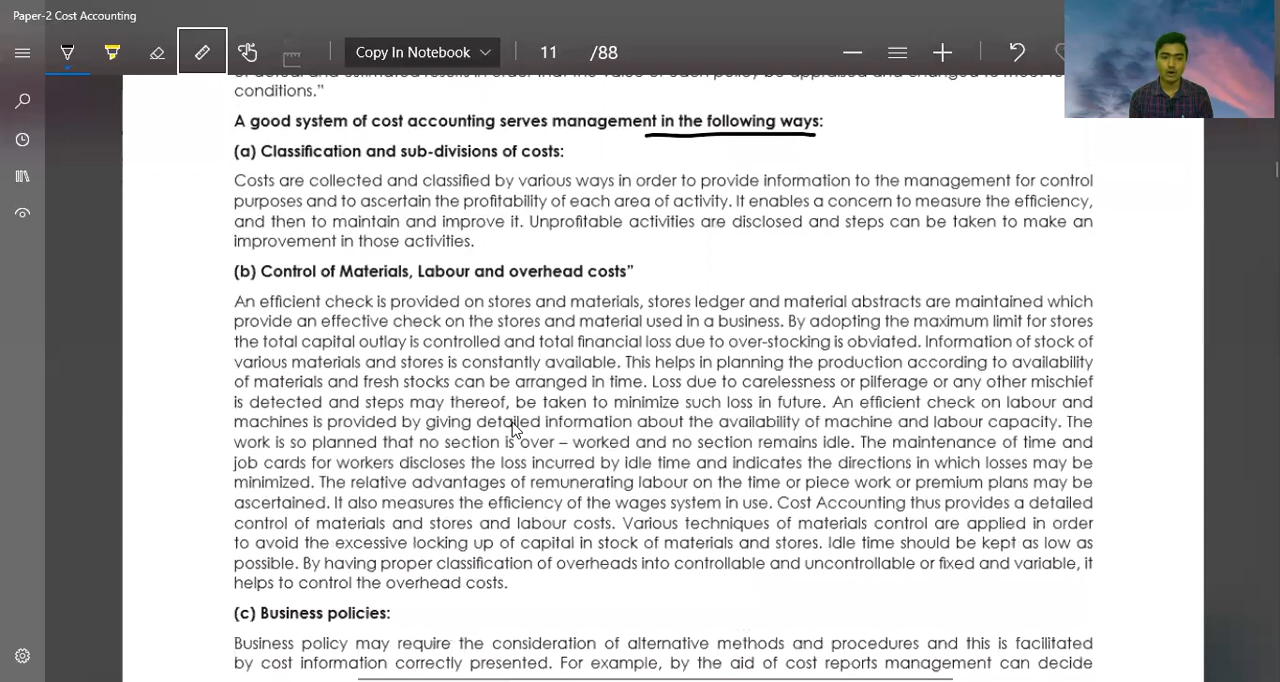 Paper-2 Cost Accounting
Copy In Notebook
11 /88
conditions.”
A good system of cost accounting serves management in the following ways:
(a) Classification and sub-divisions of costs:
Costs are collected and classified by various ways in order to provide information to the management for control
purposes and to ascertain the profitability of each area of activity. It enables a concern to measure the efficiency,
and then to maintain and improve it. Unprofitable activities are disclosed and steps can be taken to make an
improvement in those activities.
(b) Control of Materials, Labour and overhead costs”
An efficient check is provided on stores and materials, stores ledger and material abstracts are maintained which
provide an effective check on the stores and material used in a business. By adopting the maximum limit for stores
the total capital outlay is controlled and total financial loss due to over-stocking is obviated. Information of stock of
various materials and stores is constantly available. This helps in planning the production according to availability
of materials and fresh stocks can be arranged in time. Loss due to carelessness or pilferage or any other mischief
is detected and steps may thereof, be taken to minimize such loss in future. An efficient check on labour and
machines is provided by giving detailed information about the availability of machine and labour capacity. The
work is so planned that no section is over – worked and no section remains idle. The maintenance of time and
job cards for workers discloses the loss incurred by idle time and indicates the directions in which losses may be
minimized. The relative advantages of remunerating labour on the time or piece work or premium plans may be
ascertained. It also measures the efficiency of the wages system in use. Cost Accounting thus provides a detailed
control of materials and stores and labour costs. Various techniques of materials control are applied in order
to avoid the excessive locking up of capital in stock of materials and stores. Idle time should be kept as low as
possible. By having proper classification of overheads into controllable and uncontrollable or fixed and variable, it
helps to control the overhead costs.
(c) Business policies:
Business policy may require the consideration of alternative methods and procedures and this is facilitated
by cost information correctly presented. For example, by the aid of cost reports management can decide